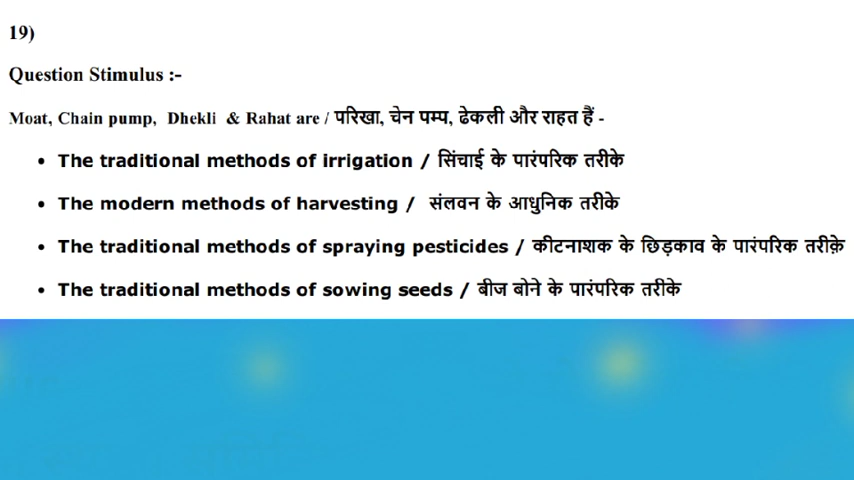 19)
Question Stimulus :-
Moat, Chain pump, Dhekli & Rahat are / परिखा, चेन पम्प, ढेकली और राहत हैं -
• The traditional methods of irrigation / सिंचाई के पारंपरिक तरीके
• The modern methods of harvesting / संलवन के आधुनिक तरीके
• The traditional methods of spraying pesticides / कीटनाशक के छिड़काव के पारंपरिक तरीक़े
• The traditional methods of sowing seeds / बीज बोने के पारंपरिक तरीके